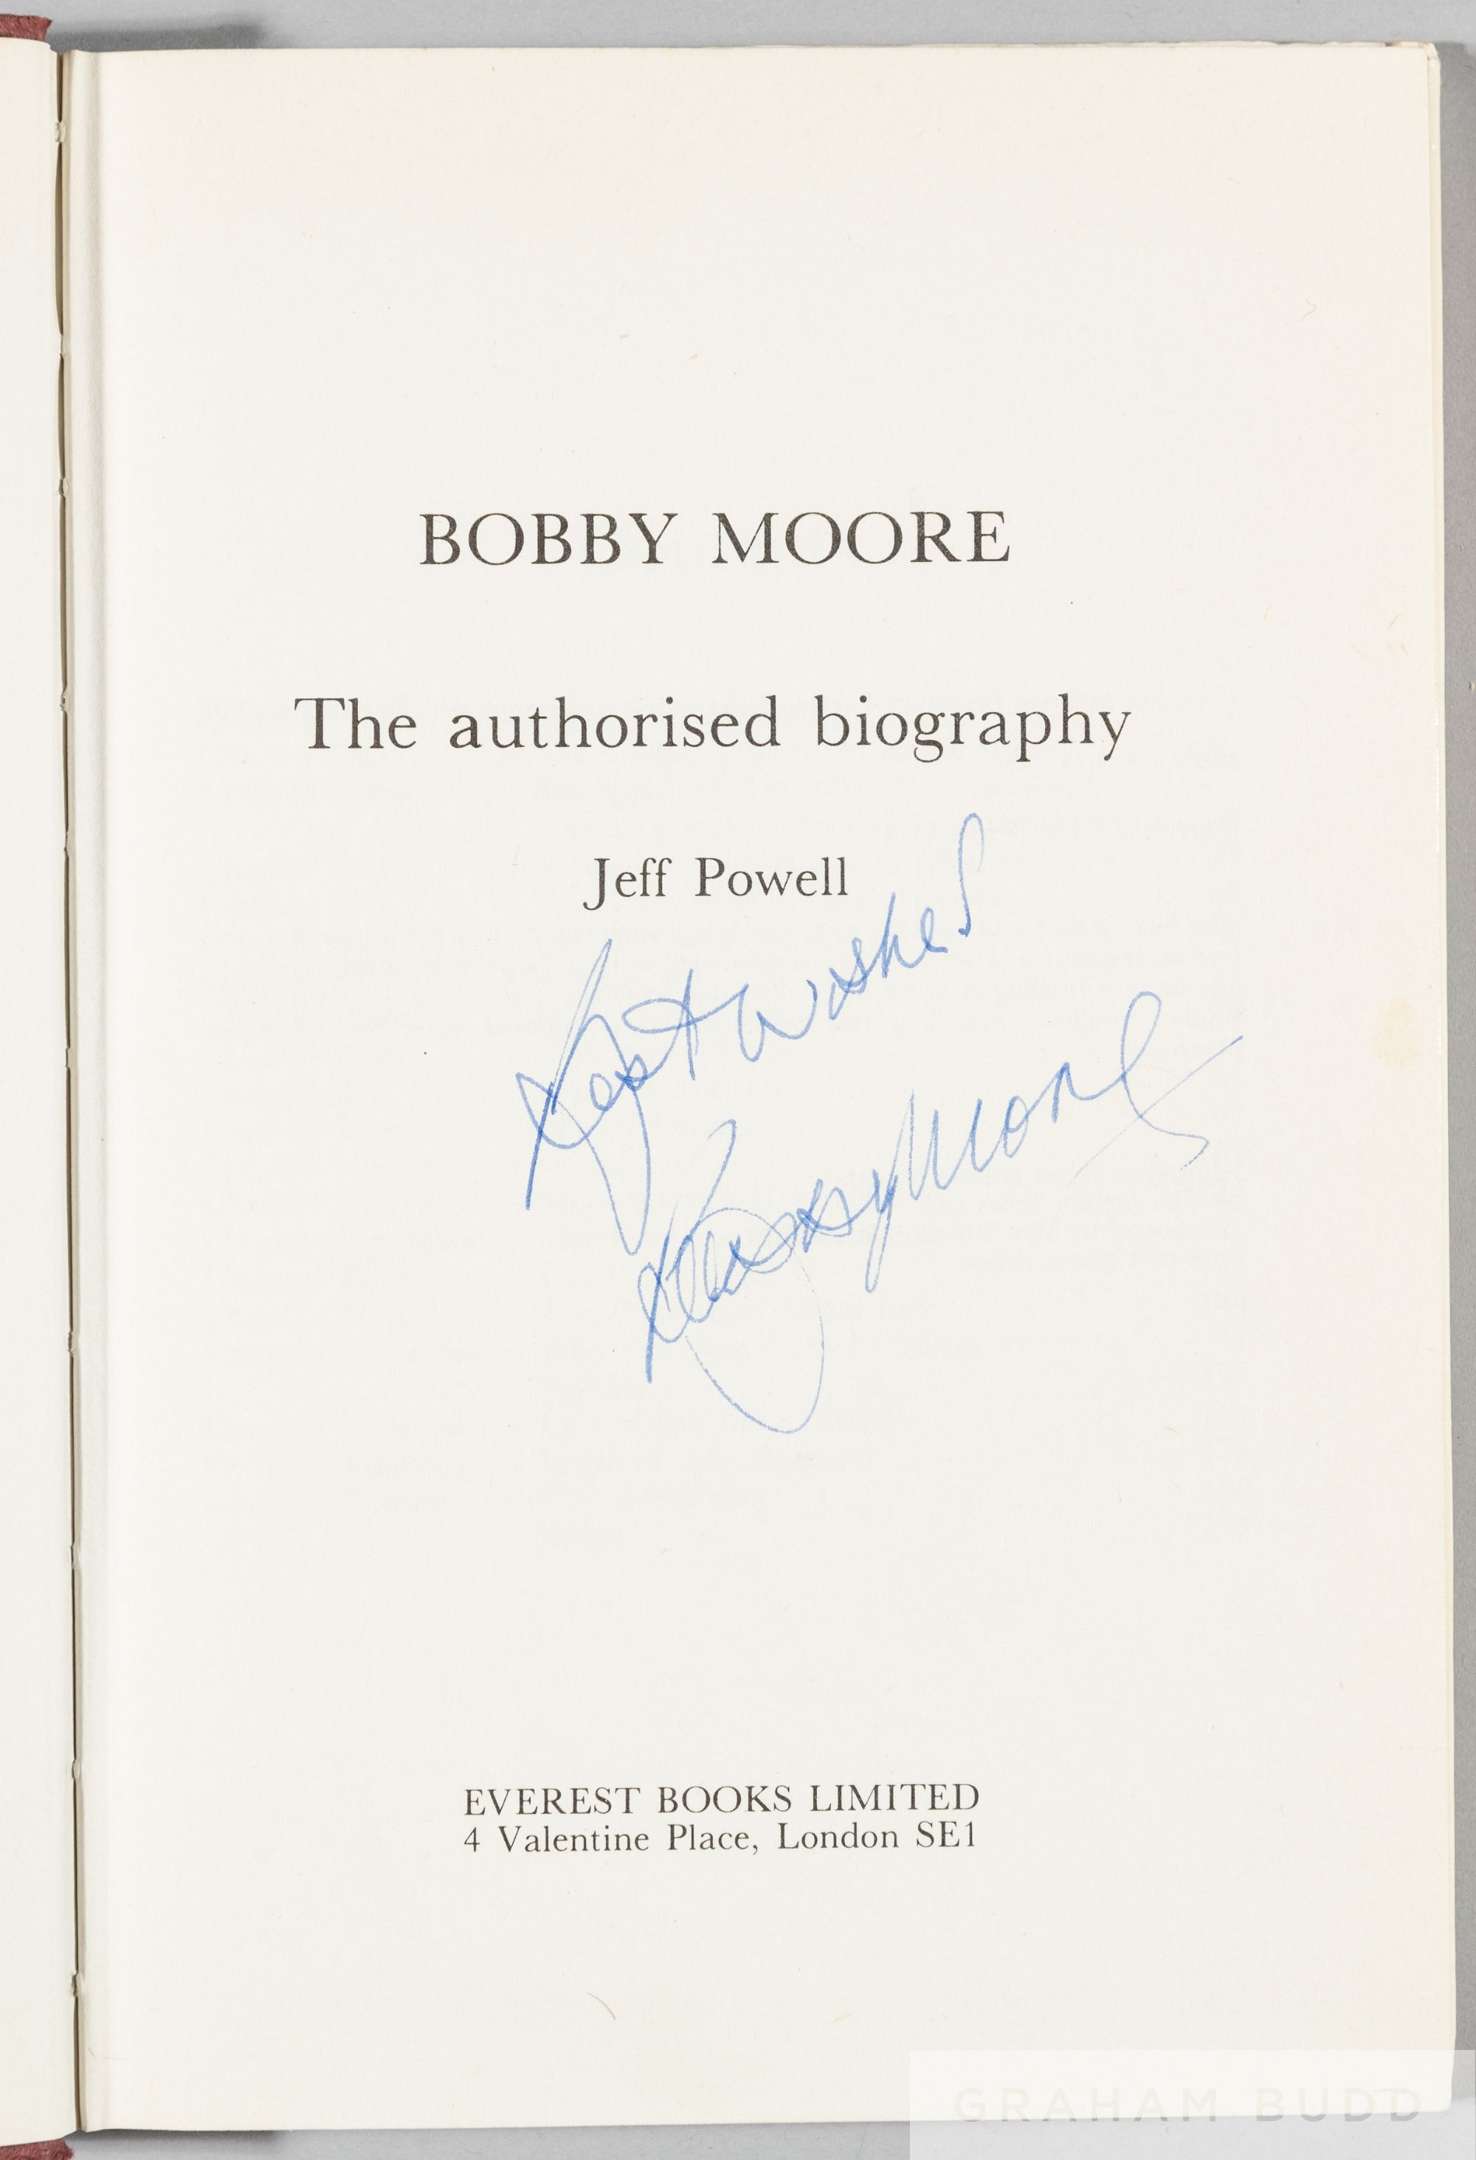 BOBBY MOORE
The authorised biography
Jeff Powell
Best wishes
Bobby Moore
EVEREST BOOKS LIMITED
4 Valentine Place, London SE1
GRAHAM BUDD